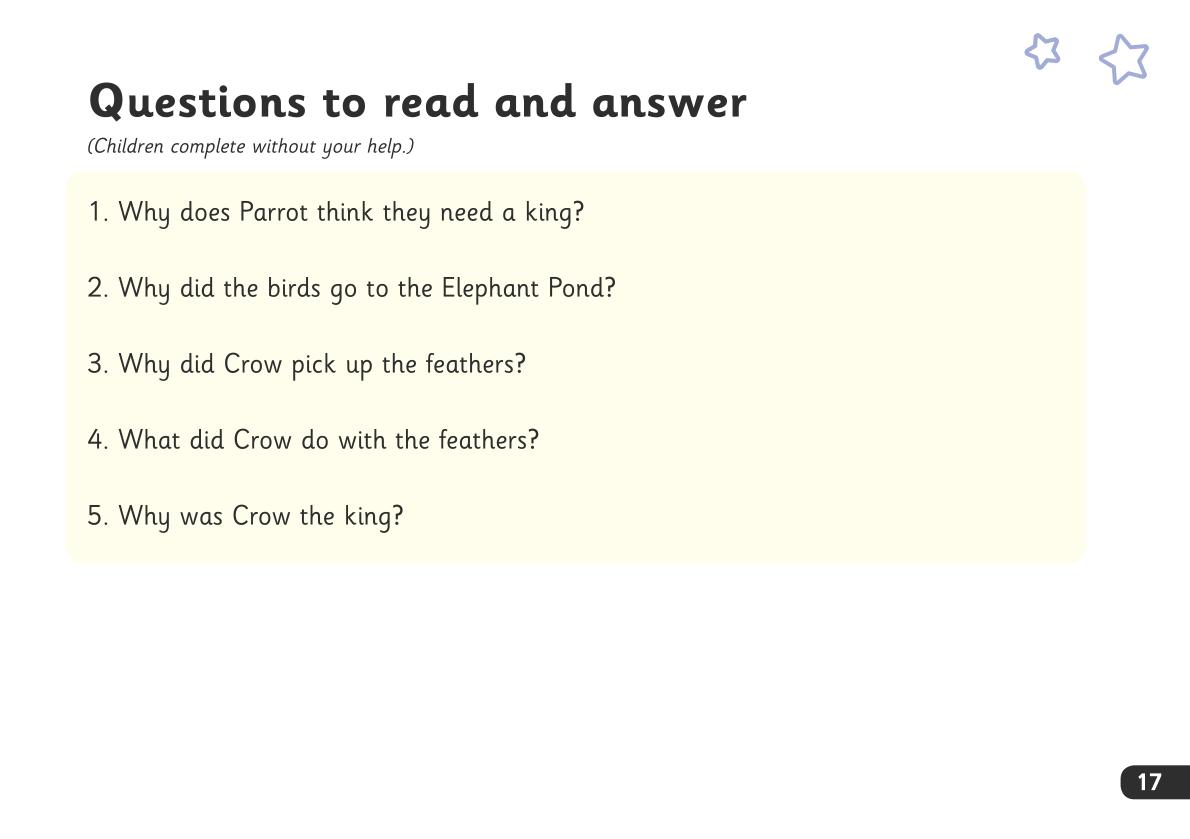 Questions to read and answer
(Children complete without your help.)
1. Why does Parrot think they need a king?
2. Why did the birds go to the Elephant Pond?
3. Why did Crow pick up the feathers?
4. What did Crow do with the feathers?
5. Why was Crow the king?
17